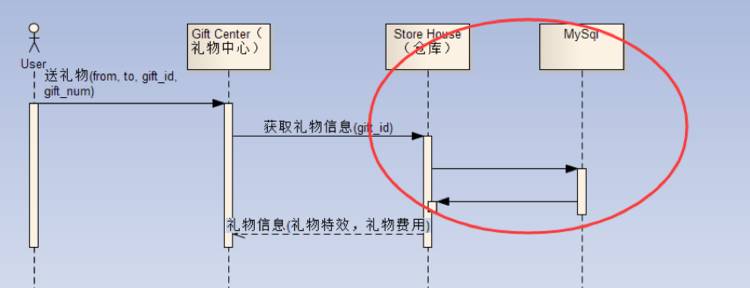 Gift Center（
礼物中心）
Store House
（仓库）
MySql
User
送礼物(from, to, gift_id,
gift_num)
获取礼物信息(gift_id)
礼物信息(礼物特效，礼物费用)